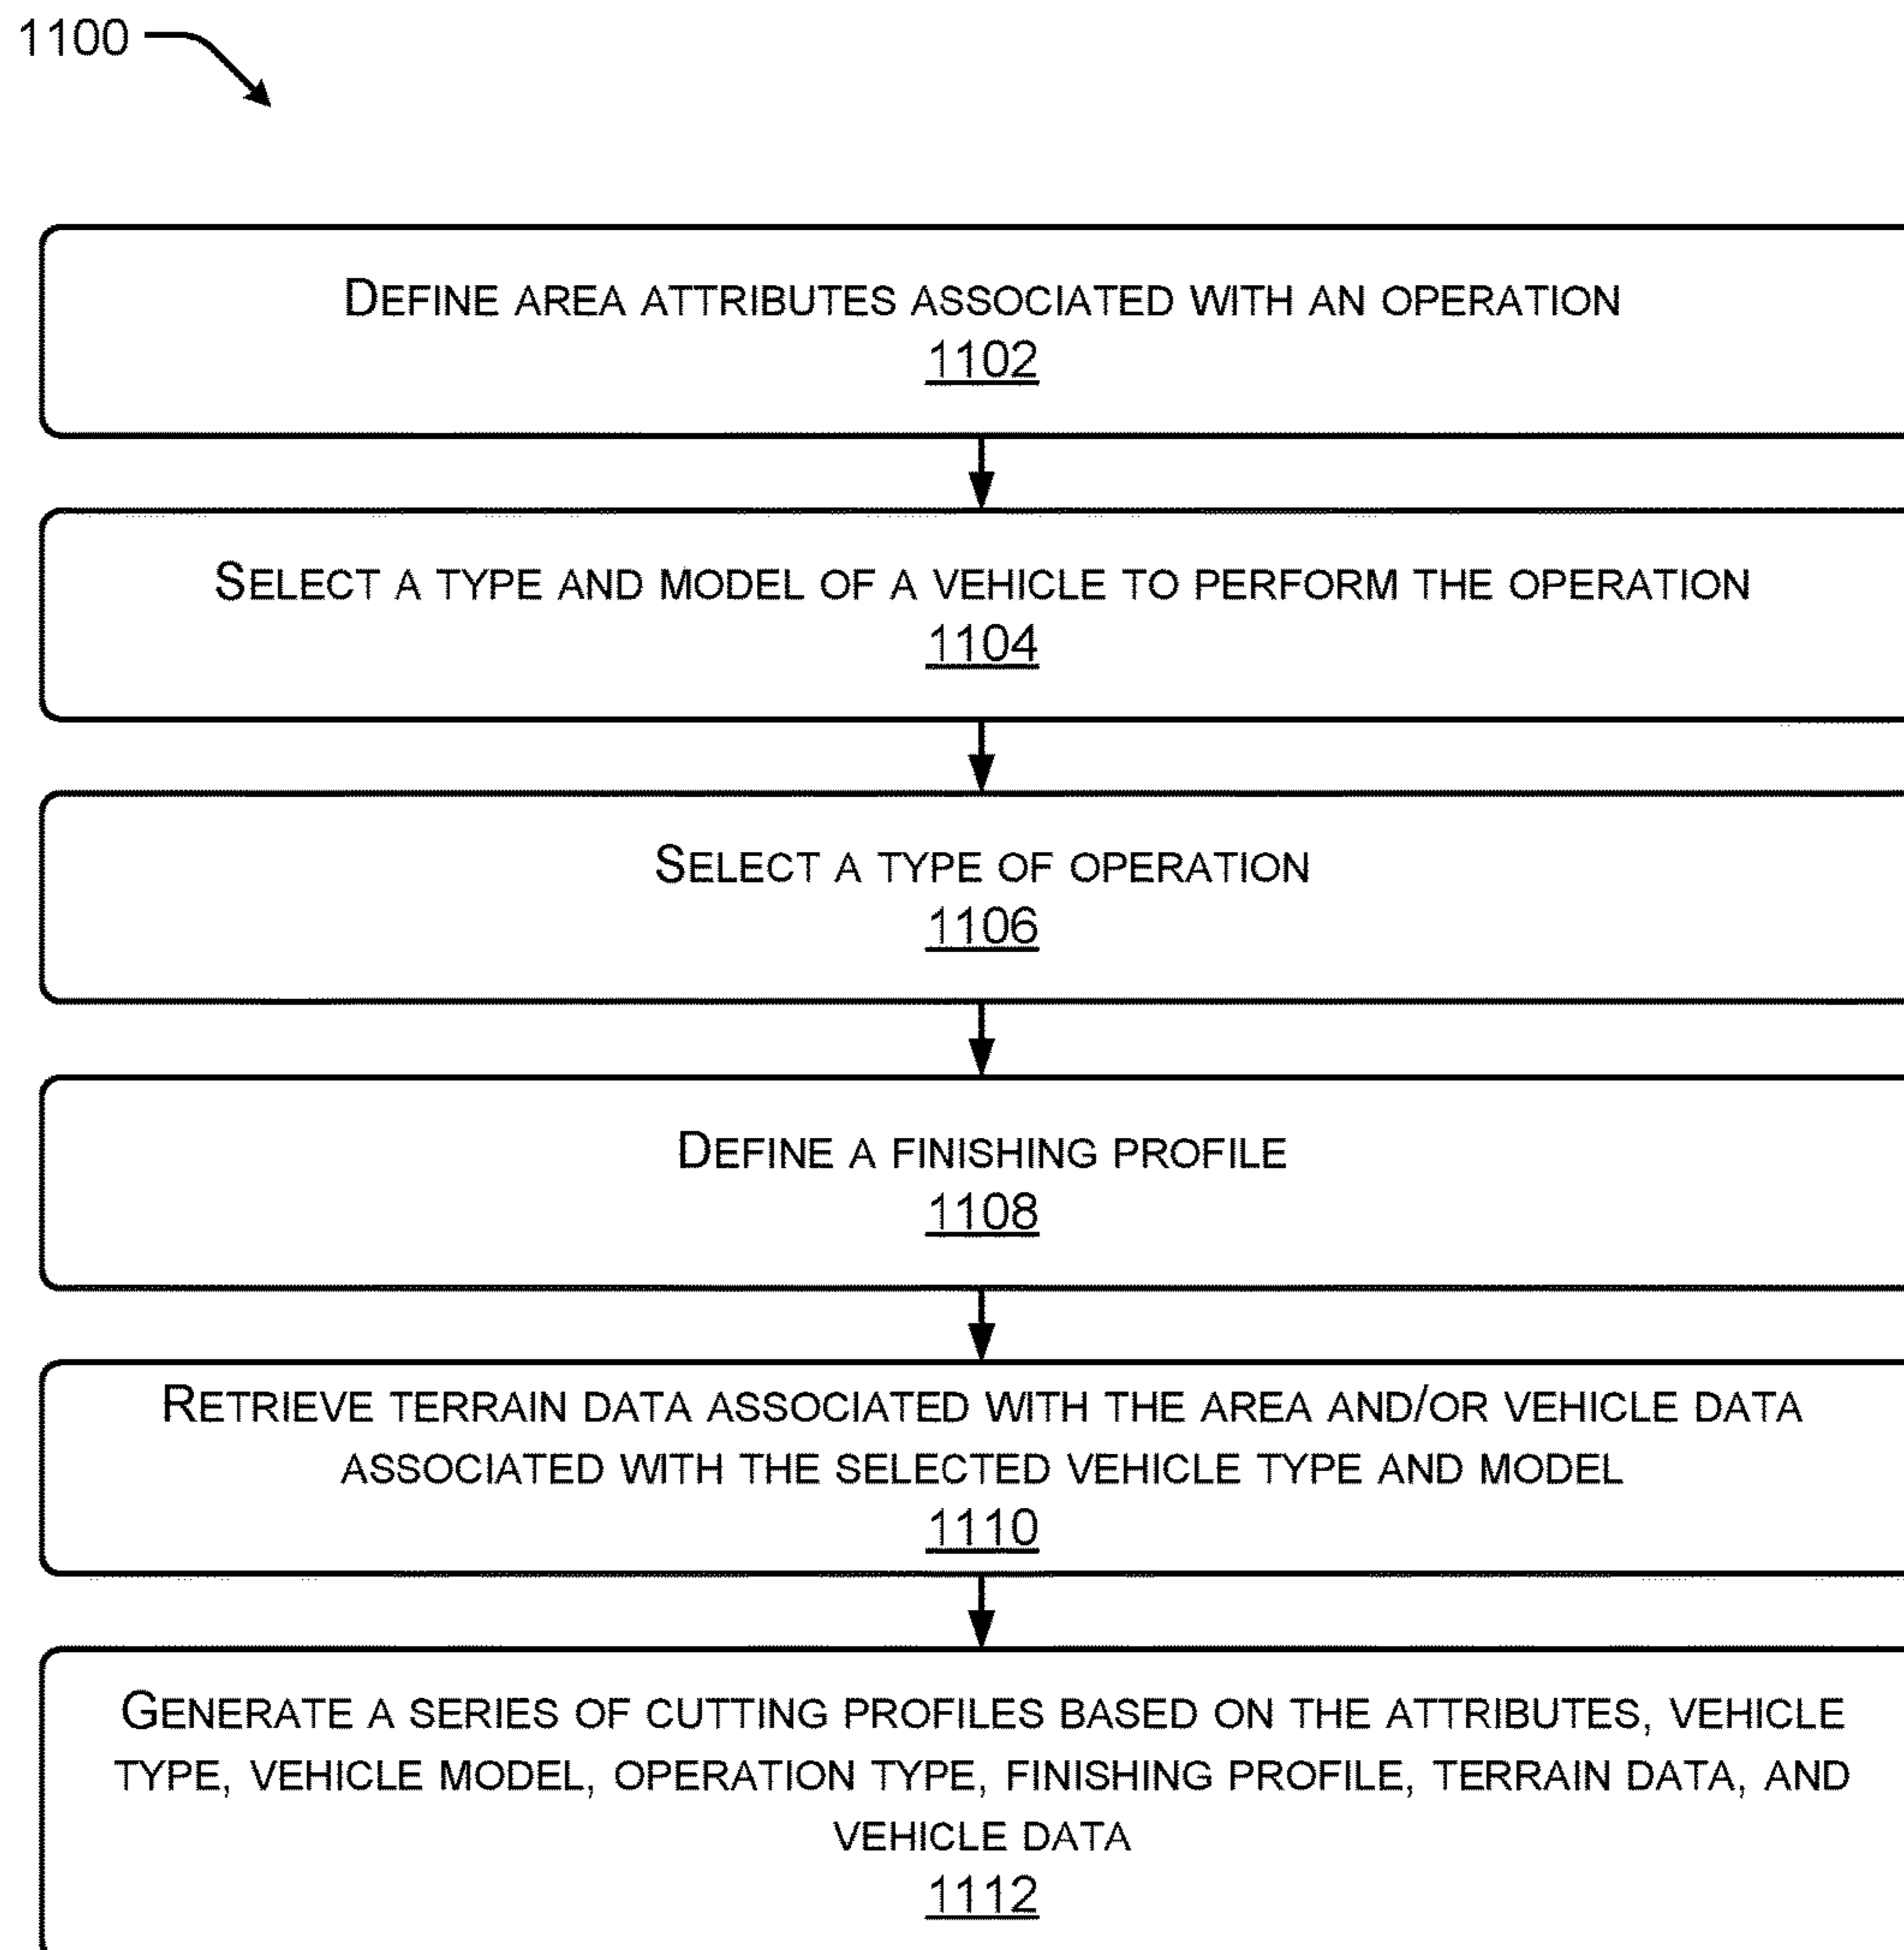 1100
DEFINE AREA ATTRIBUTES ASSOCIATED WITH AN OPERATION
1102
SELECT A TYPE AND MODEL OF A VEHICLE TO PERFORM THE OPERATION
1104
SELECT A TYPE OF OPERATION
1106
DEFINE A FINISHING PROFILE
1108
RETRIEVE TERRAIN DATA ASSOCIATED WITH THE AREA AND/OR VEHICLE DATA
ASSOCIATED WITH THE SELECTED VEHICLE TYPE AND MODEL
1110
GENERATE A SERIES OF CUTTING PROFILES BASED ON THE ATTRIBUTES, VEHICLE
TYPE, VEHICLE MODEL, OPERATION TYPE, FINISHING PROFILE, TERRAIN DATA, AND
VEHICLE DATA
1112